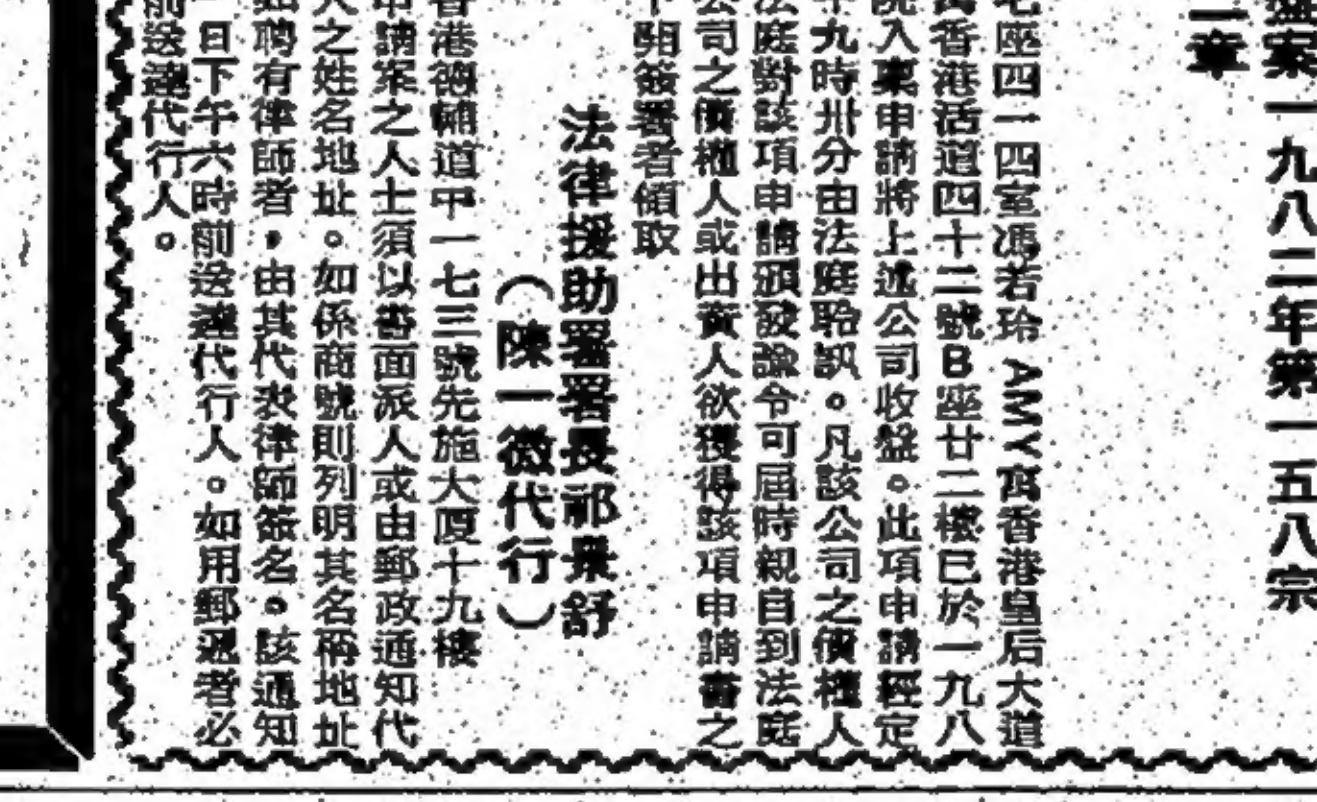 盤案一九八二年第一五八宗
二章
七座四一四室馮若玲 AMY 寓香港皇后大道
寓香港活道四十二號B座廿二樓已於一九八
院入稟申請將上述公司收盤。此項申請經定
午九時卅分由法庭聆訊。凡該公司之債權人
法庭對該項申請頒發諭令可屆時親自到法庭
公司之債權人或出資人欲獲得該項申請書之
下開簽署者領取
法律援助署署長祁彝舒
(陳一微代行)
香港德輔道中一七三號先施大厦十九樓
申請案之人士須以書面派人或由郵政通知代
人之姓名地址。如係商號則列明其名稱地址
如聘有律師者,由其代表律師簽名。該通知
一日下午六時前送達代行人。如用郵遞者必
前送達代行人。